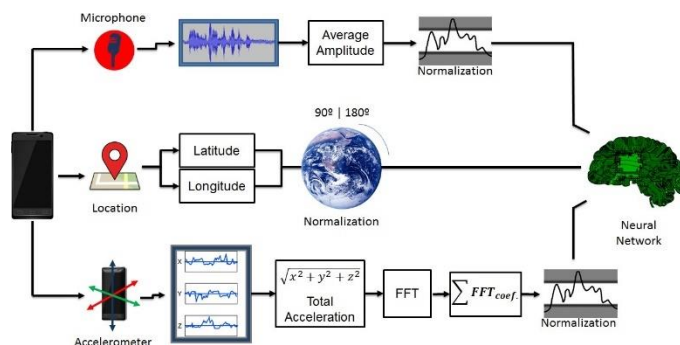 Microphone
Average
Amplitude
Normalization
90º | 180º
Latitude
Longitude
Location
Normalization
Neural
Network
X
Y
Z
√x² + y² + z²
Total
Acceleration
FFT
∑ FFT_coef.
Normalization
Accelerometer